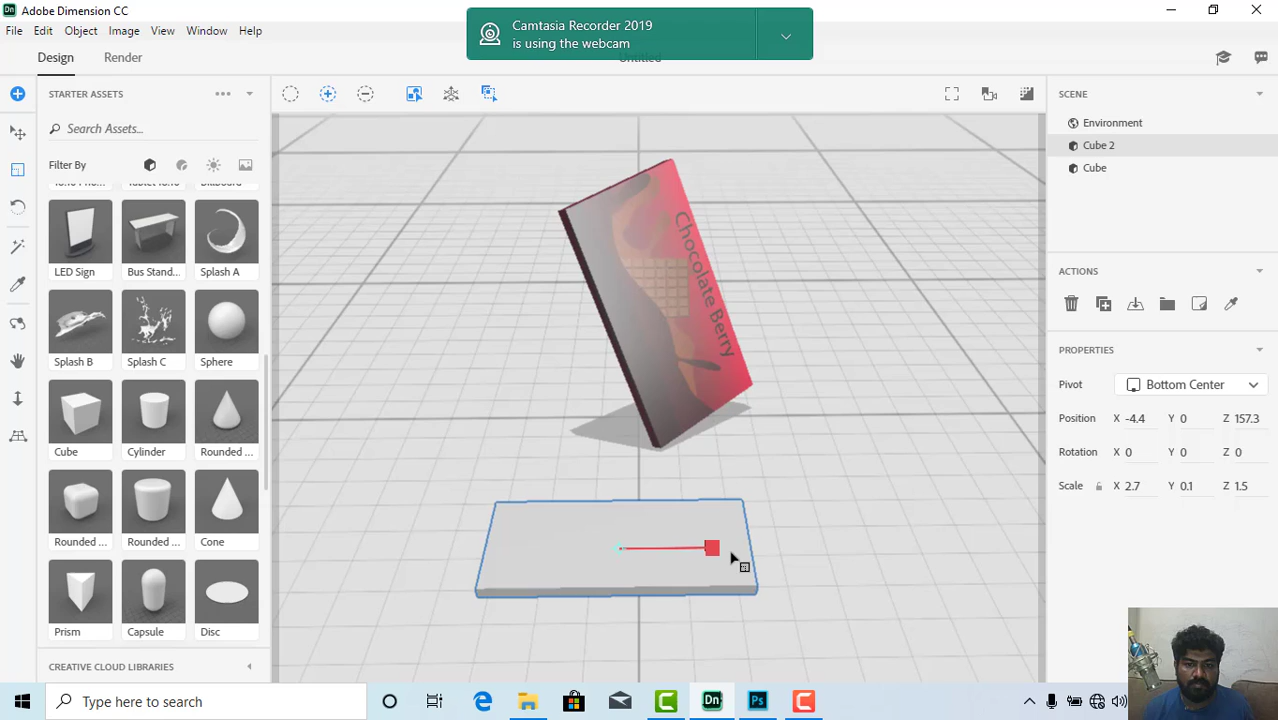 Adobe Dimension CC
Camtasia Recorder 2019
is using the webcam
File Edit Object Image View Window Help
Design Render
STARTER ASSETS
Search Assets...
Filter By
LED Sign Bus Stand... Splash A
Splash B Splash C Sphere
Cube Cylinder Rounded ...
Rounded ... Rounded ... Cone
Prism Capsule Disc
CREATIVE CLOUD LIBRARIES
Chocolate Berry
SCENE
Environment
Cube 2
Cube
ACTIONS
PROPERTIES
Pivot Bottom Center
Position X -4.4 Y 0 Z 157.3
Rotation X 0 Y 0 Z 0
Scale X 2.7 Y 0.1 Z 1.5
Type here to search